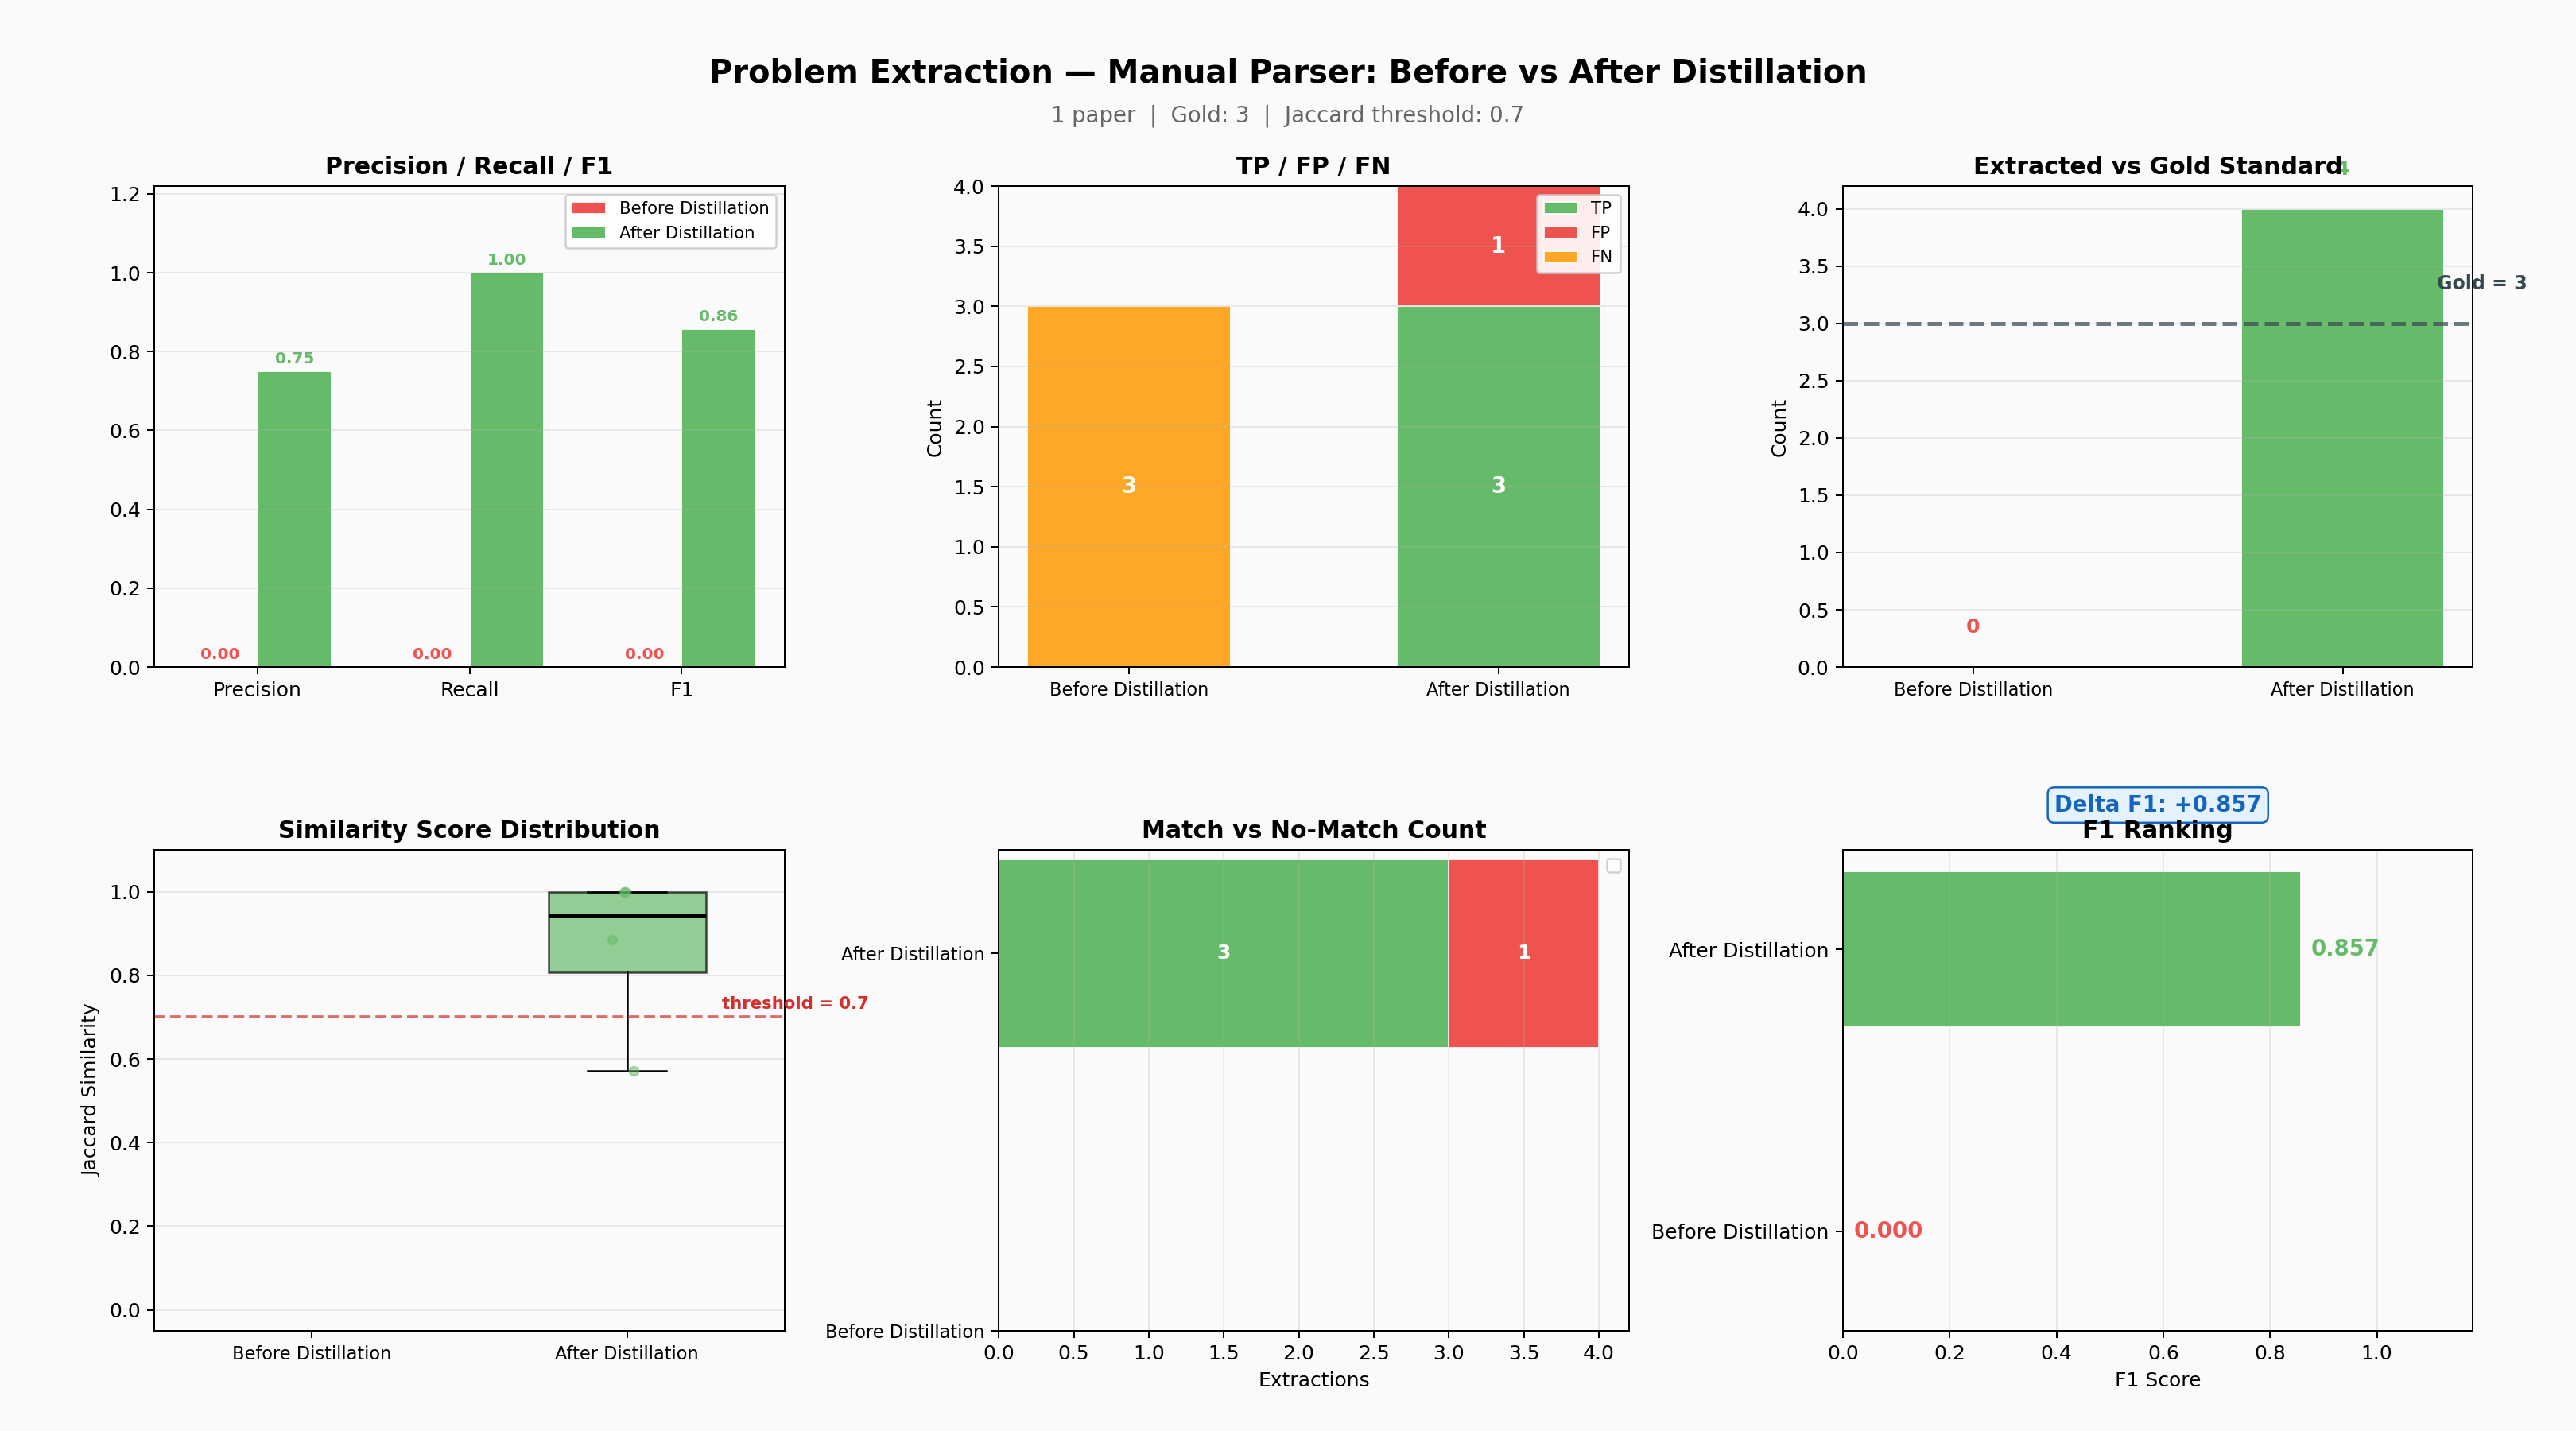 Problem Extraction — Manual Parser: Before vs After Distillation
1 paper | Gold: 3 | Jaccard threshold: 0.7
Precision / Recall / F1
1.2
1.0
0.8
0.6
0.4
0.2
0.0
Before Distillation
After Distillation
0.00
0.75
0.00
1.00
0.00
0.86
Precision
Recall
F1
TP / FP / FN
Count
4.0
3.5
3.0
2.5
2.0
1.5
1.0
0.5
0.0
TP
FP
FN
3
1
3
Before Distillation
After Distillation
Extracted vs Gold Standard
4
Count
4.0
3.5
3.0
2.5
2.0
1.5
1.0
0.5
0.0
Gold = 3
0
Before Distillation
After Distillation
Similarity Score Distribution
Jaccard Similarity
1.0
0.8
0.6
0.4
0.2
0.0
threshold = 0.7
Before Distillation
After Distillation
Match vs No-Match Count
After Distillation
Before Distillation
3
1
0.0
0.5
1.0
1.5
2.0
2.5
3.0
3.5
4.0
Extractions
Delta F1: +0.857
F1 Ranking
After Distillation
0.857
Before Distillation
0.000
0.0
0.2
0.4
0.6
0.8
1.0
F1 Score